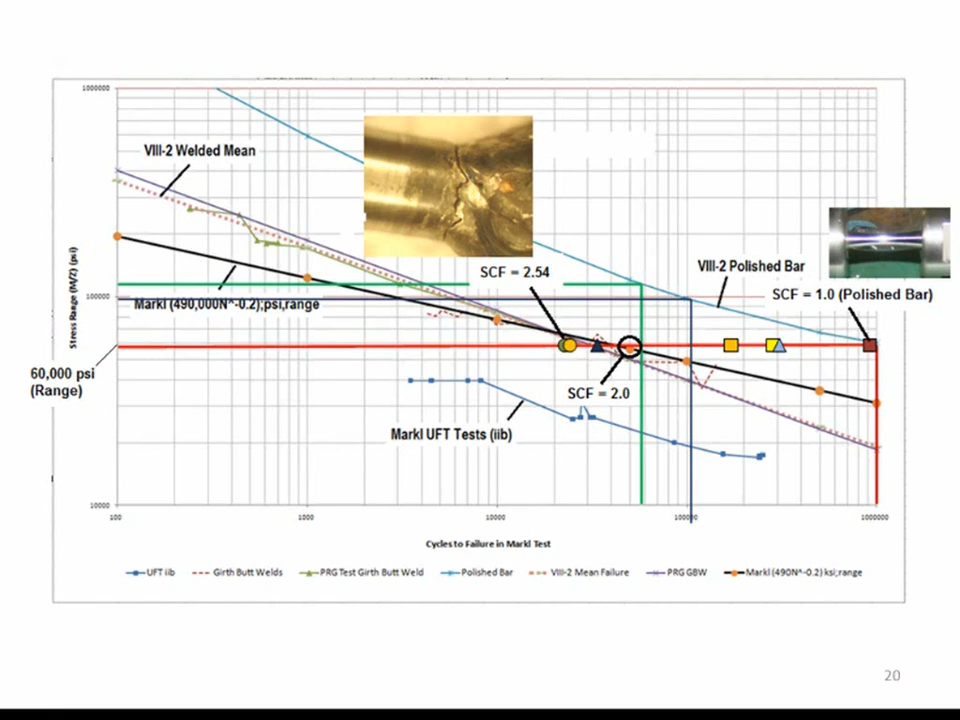 1000000
VIII-2 Welded Mean
SCF = 2.54
VIII-2 Polished Bar
SCF = 1.0 (Polished Bar)
100000
Markl (490,000N^-0.2);psi,range
Stress Range (M/Z) (psi)
60,000 psi
(Range)
SCF = 2.0
Markl UFT Tests (iib)
10000
100
1000
10000
100000
1000000
Cycles to Failure in Markl Test
UFT iib
Girth Butt Welds
PRG Test Girth Butt Weld
Polished Bar
VIII-2 Mean Failure
PRG GBW
Markl (490N^-0.2) ksi;range
20